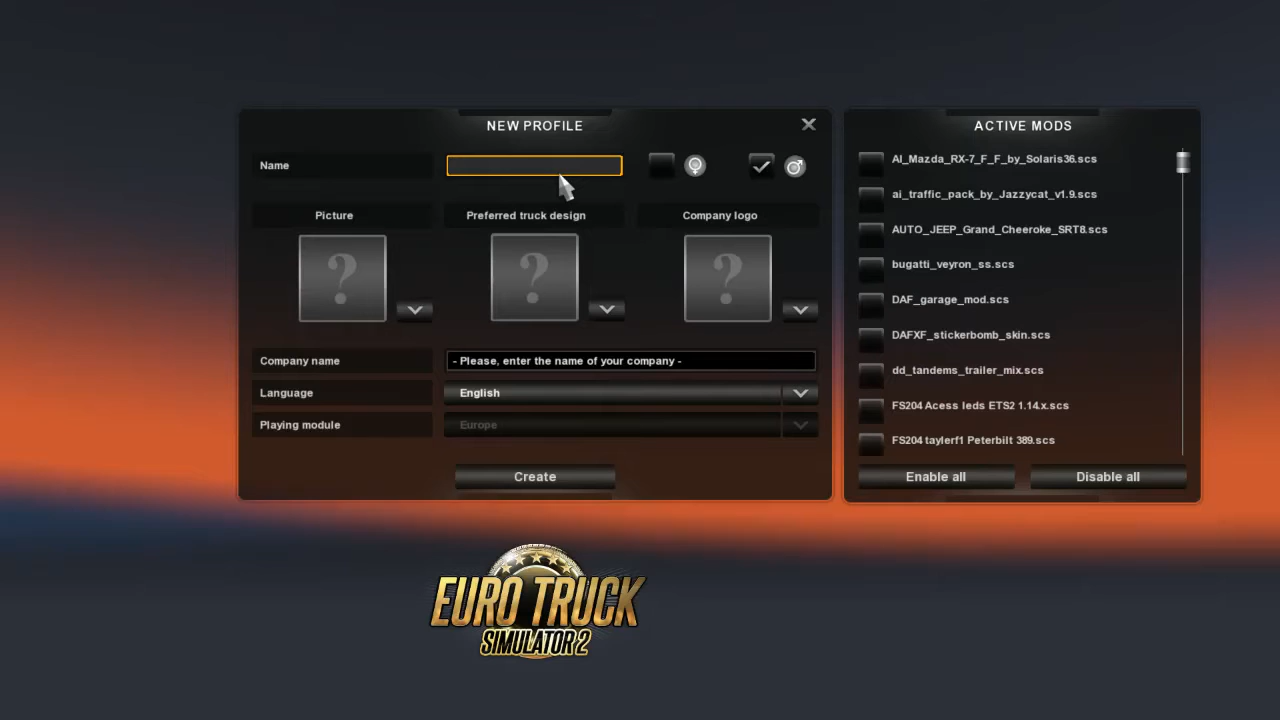 NEW PROFILE
Name
Picture
Preferred truck design
Company logo
?
?
?
Company name
- Please, enter the name of your company -
Language
English
Playing module
Europe
Create
ACTIVE MODS
AI_Mazda_RX-7_F_F_by_Solaris36.scs
ai_traffic_pack_by_Jazzycat_v1.9.scs
AUTO_JEEP_Grand_Cheeroke_SRT8.scs
bugatti_veyron_ss.scs
DAF_garage_mod.scs
DAFXF_stickerbomb_skin.scs
dd_tandems_trailer_mix.scs
FS204 Acess leds ETS2 1.14.x.scs
FS204 taylerf1 Peterbilt 389.scs
Enable all
Disable all
EURO TRUCK
SIMULATOR 2